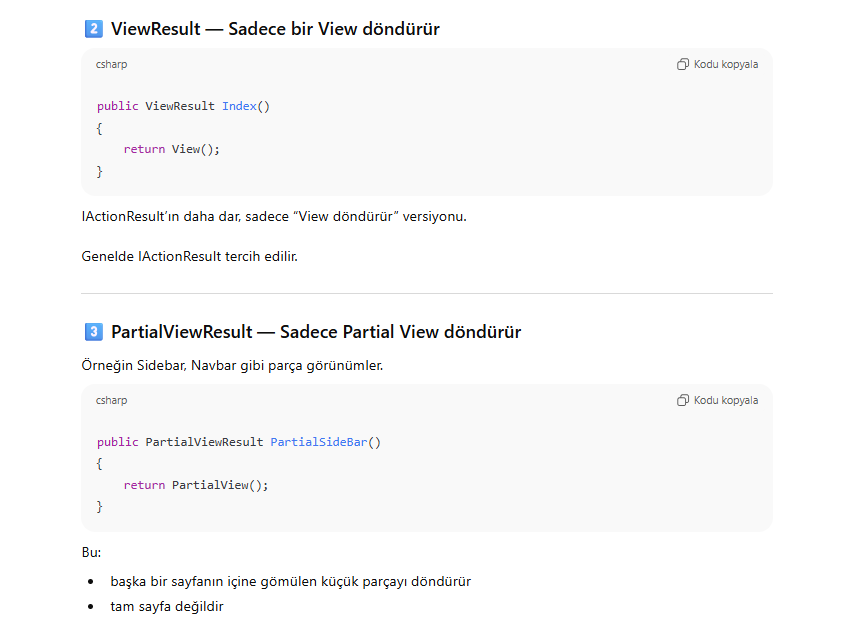 2 ViewResult — Sadece bir View döndürür
csharp
Kodu kopyala
public ViewResult Index()
{
    return View();
}
IActionResult’ın daha dar, sadece “View döndürür” versiyonu.
Genelde IActionResult tercih edilir.
3 PartialViewResult — Sadece Partial View döndürür
Örneğin Sidebar, Navbar gibi parça görünümler.
csharp
Kodu kopyala
public PartialViewResult PartialSideBar()
{
    return PartialView();
}
Bu:
• başka bir sayfanın içine gömülen küçük parçayı döndürür
• tam sayfa değildir